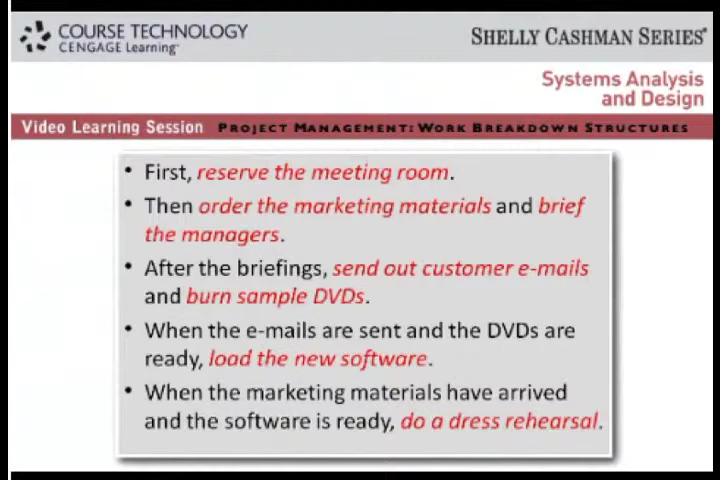 COURSE TECHNOLOGY
CENGAGE Learning™
SHELLY CASHMAN SERIES®
Systems Analysis
and Design
Video Learning Session PROJECT MANAGEMENT: WORK BREAKDOWN STRUCTURES
• First, reserve the meeting room.
• Then order the marketing materials and brief
the managers.
• After the briefings, send out customer e-mails
and burn sample DVDs.
• When the e-mails are sent and the DVDs are
ready, load the new software.
• When the marketing materials have arrived
and the software is ready, do a dress rehearsal.